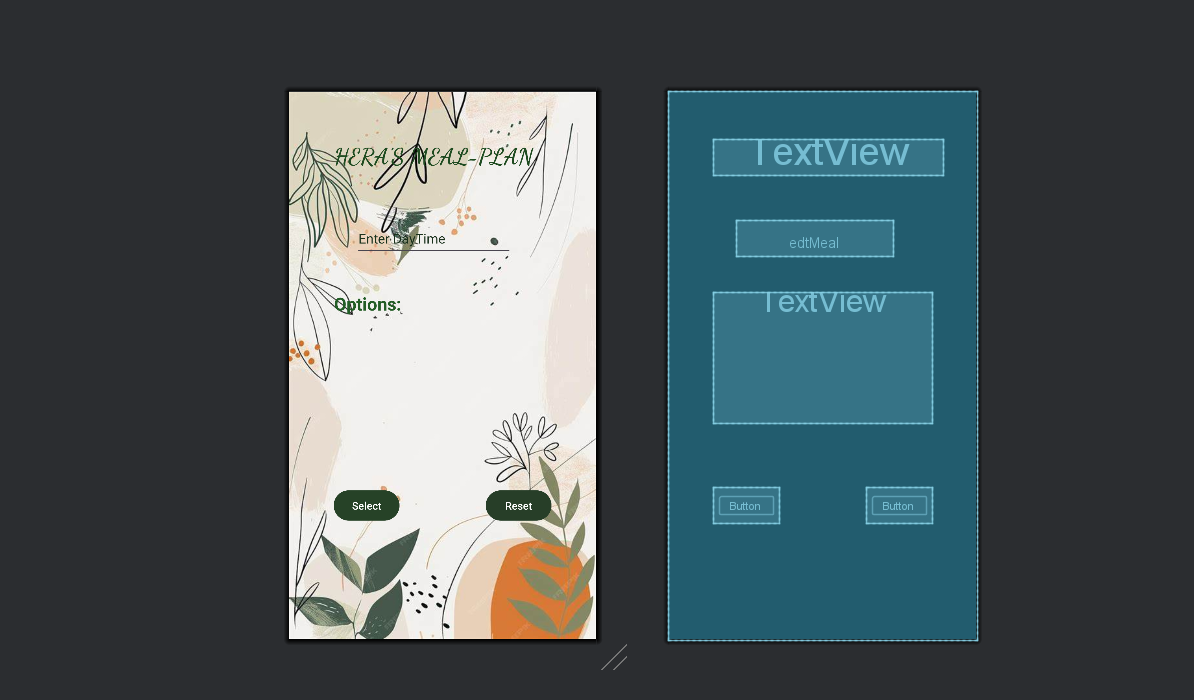 HERA'S MEAL-PLAN
Enter DayTime
Options:
Select
Reset
TextView
edtMeal
TextView
Button
Button